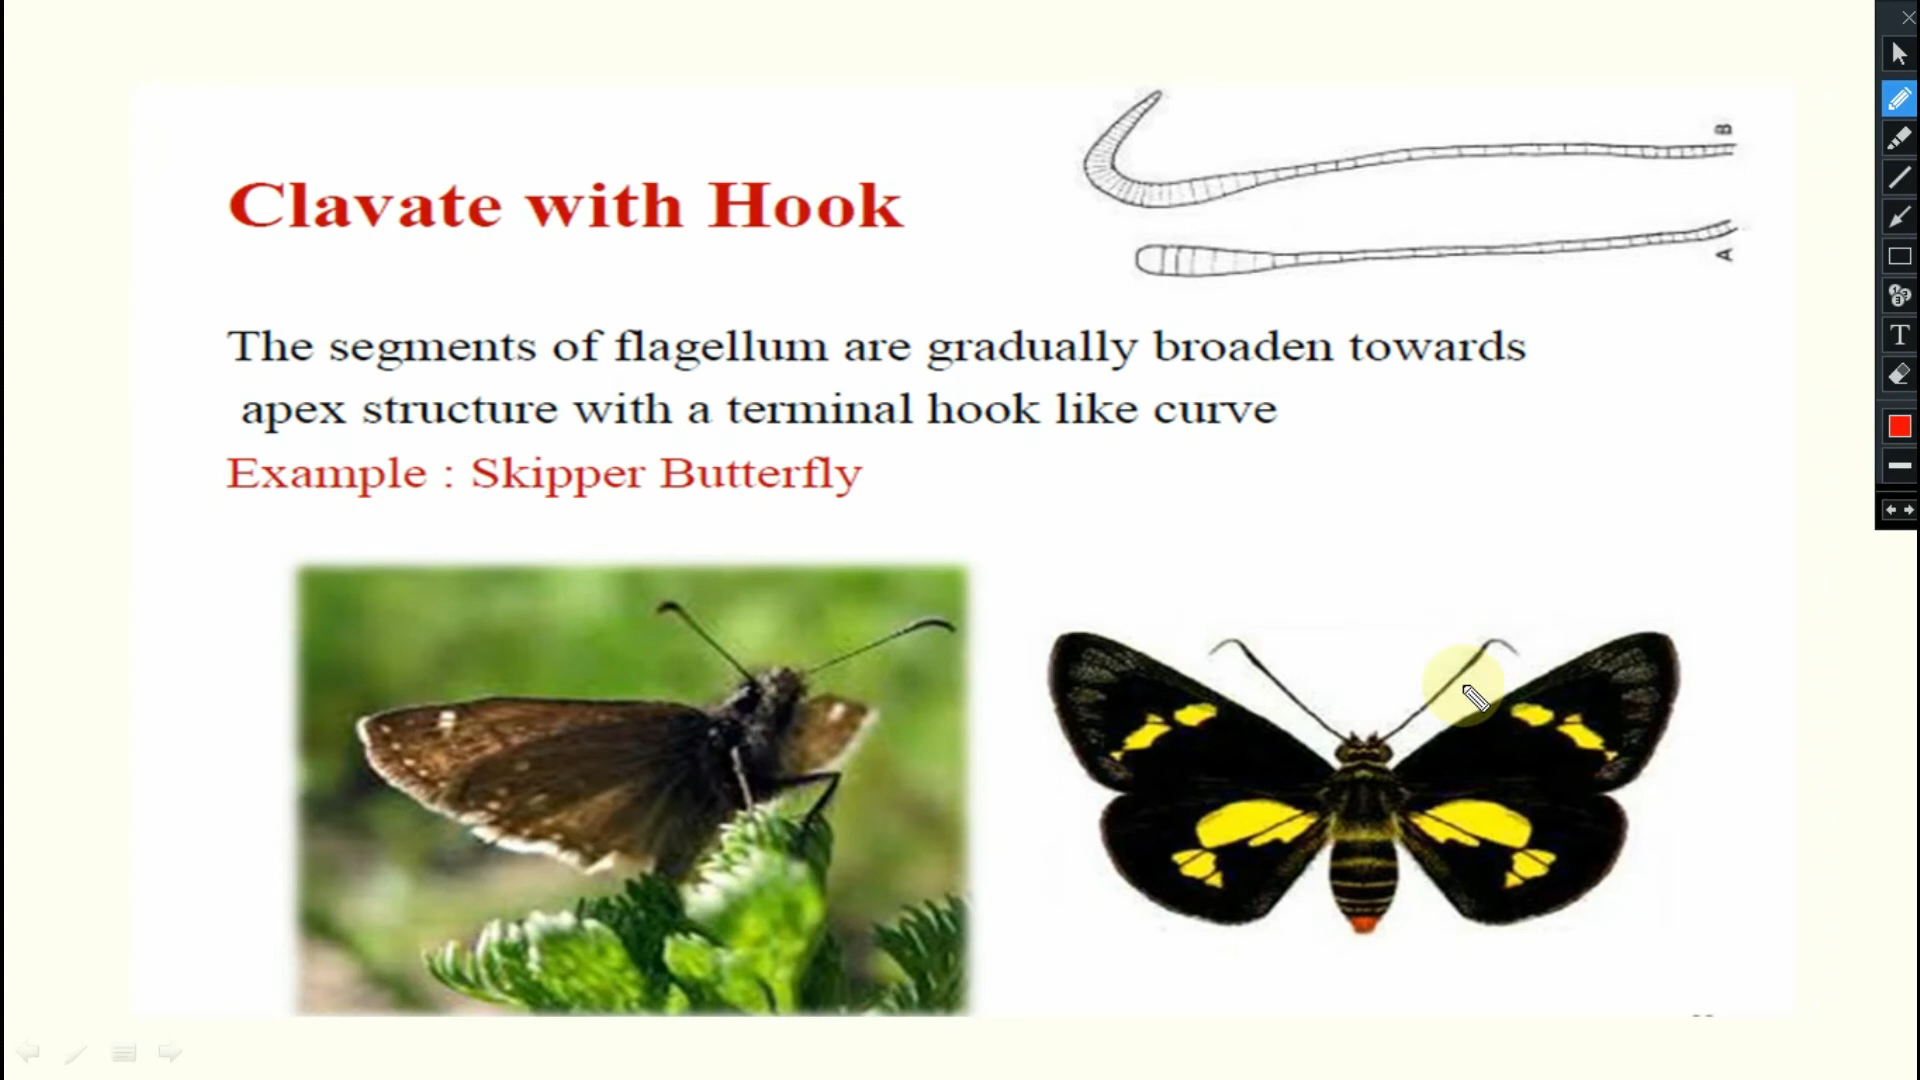 Clavate with Hook
B
A
The segments of flagellum are gradually broaden towards
apex structure with a terminal hook like curve
Example : Skipper Butterfly
T